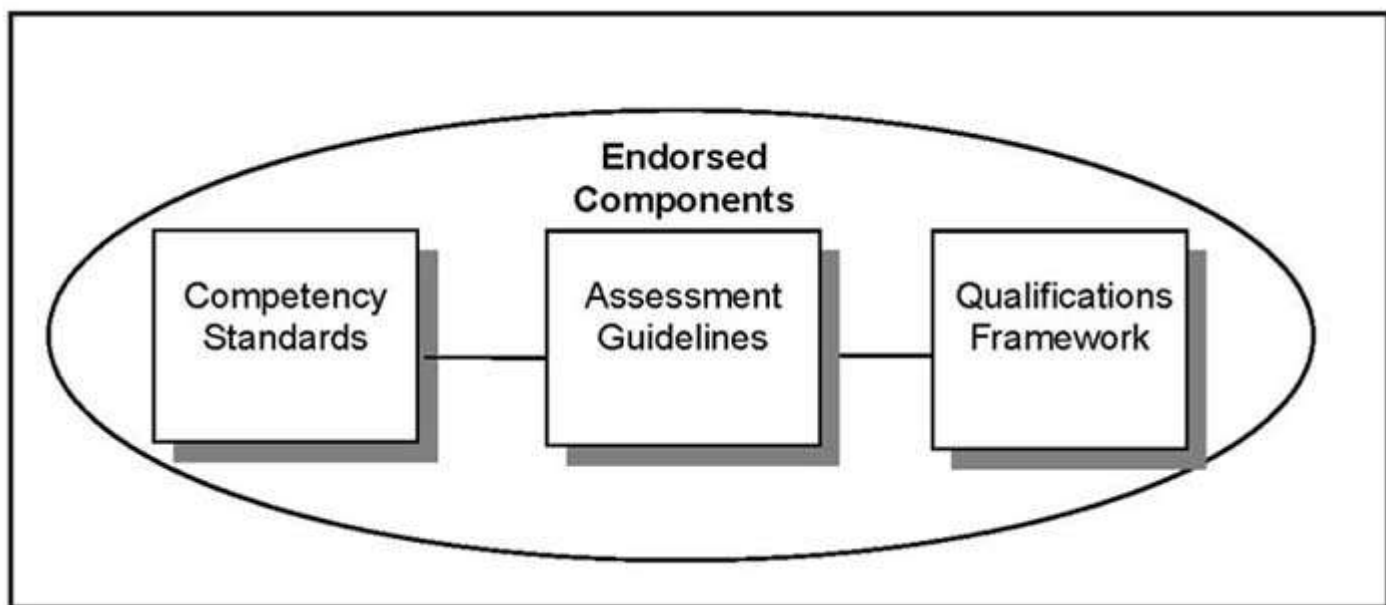 Endorsed
Components
Competency
Standards
Assessment
Guidelines
Qualifications
Framework